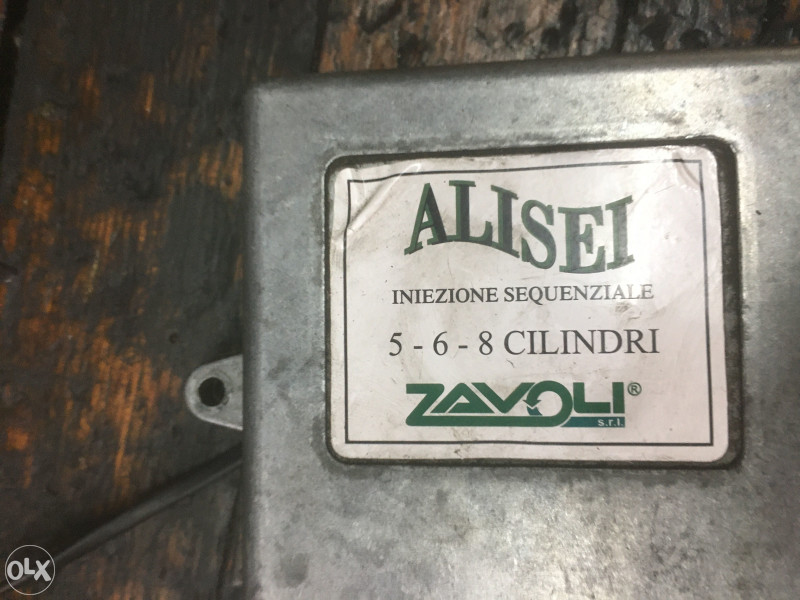 ALISEI
INIEZIONE SEQUENZIALE
5 - 6 - 8 CILINDRI
ZAVOLI®
s.r.l.
OLX